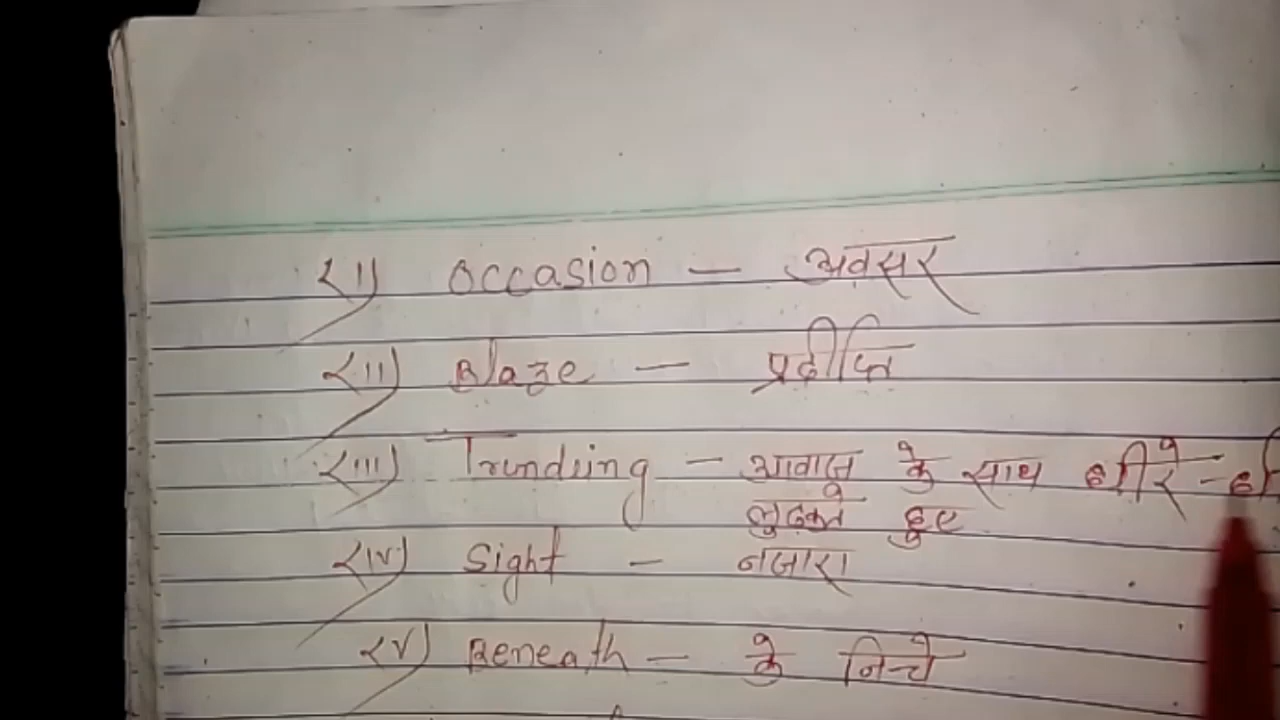 (i) Occasion — अवसर
(ii) Blaze — प्रदीप्ति
(iii) Trundling — आवाज के साथ धीरे-
लुढ़कते हुए
(iv) Sight — नजारा
(v) Beneath — के निचे